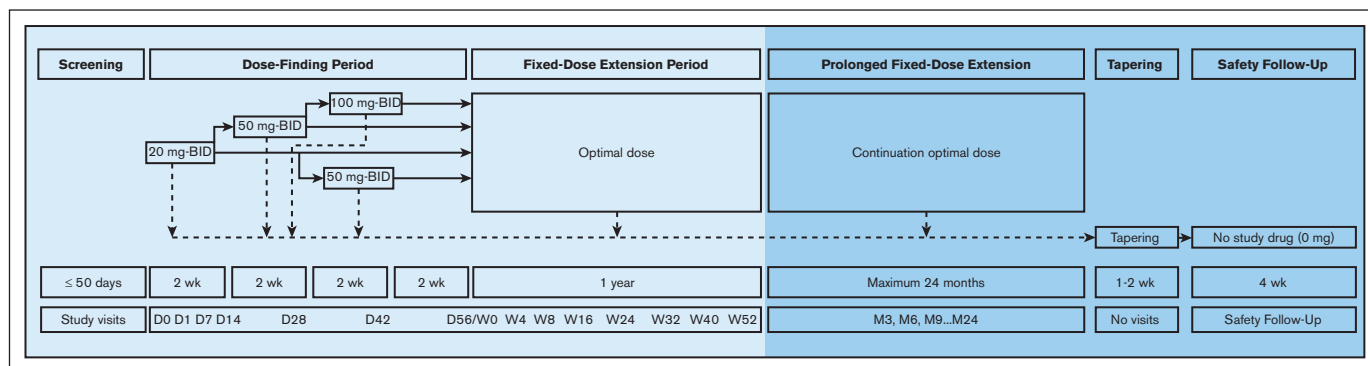 Screening Dose-Finding Period Fixed-Dose Extension Period Prolonged Fixed-Dose Extension Tapering Safety Follow-Up
100 mg-BID
50 mg-BID
20 mg-BID
50 mg-BID
Optimal dose
Continuation optimal dose
Tapering No study drug (0 mg)
≤ 50 days 2 wk 2 wk 2 wk 2 wk 1 year Maximum 24 months 1-2 wk 4 wk
Study visits D0 D1 D7 D14 D28 D42 D56/W0 W4 W8 W16 W24 W32 W40 W52 M3, M6, M9...M24 No visits Safety Follow-Up